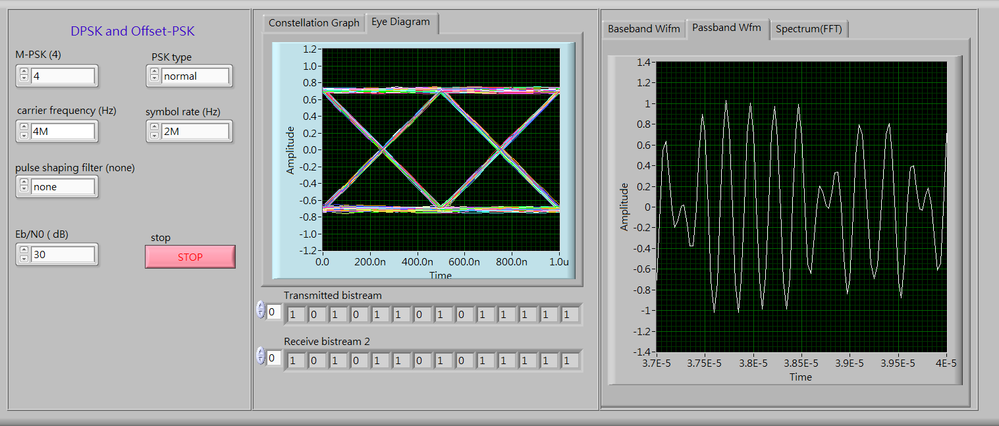 DPSK and Offset-PSK
M-PSK (4)
PSK type
4
normal
carrier frequency (Hz)
symbol rate (Hz)
4M
2M
pulse shaping filter (none)
none
Eb/N0 ( dB)
stop
30
STOP
Constellation Graph
Eye Diagram
1.2
1.0
0.8
0.6
0.4
0.2
0.0
-0.2
-0.4
-0.6
-0.8
-1.0
-1.2
Amplitude
0.0 200.0n 400.0n 600.0n 800.0n 1.0u
Time
Transmitted bistream
0 1 0 1 0 1 1 0 1 0 1 1 1 1 1
Receive bistream 2
0 1 0 1 0 1 1 0 1 0 1 1 1 1 1
Baseband Wifm
Passband Wfm
Spectrum(FFT)
1.4
1.2
1
0.8
0.6
0.4
0.2
0
-0.2
-0.4
-0.6
-0.8
-1
-1.2
-1.4
Amplitude
3.7E-5 3.75E-5 3.8E-5 3.85E-5 3.9E-5 3.95E-5 4E-5
Time